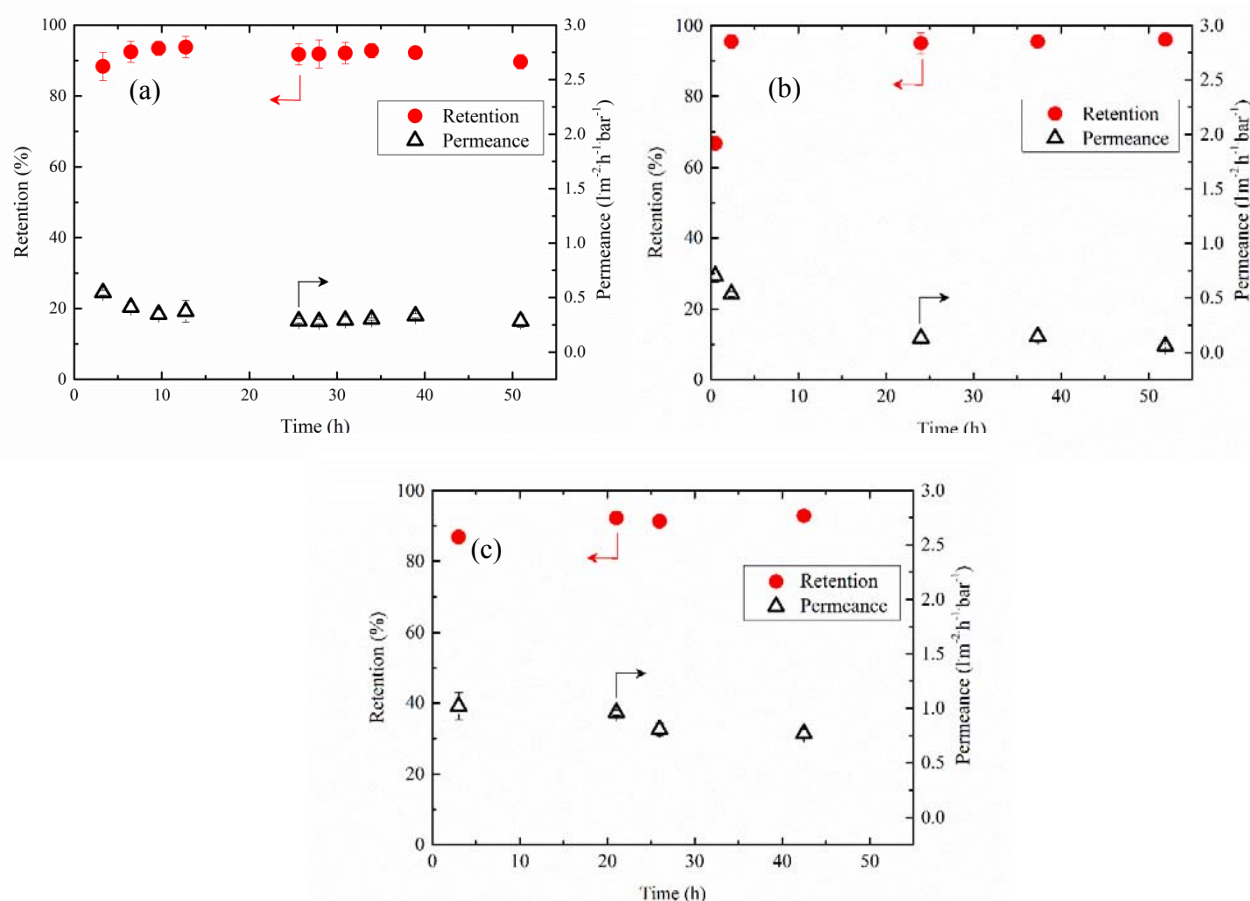 100
80
60
40
20
0
Retention (%)
(a)
Retention
Permeance
3.0
2.5
2.0
1.5
1.0
0.5
0.0
Permeance (l·m⁻²·h⁻¹·bar⁻¹)
0 10 20 30 40 50
Time (h)
100
80
60
40
20
0
Retention (%)
(b)
Retention
Permeance
3.0
2.5
2.0
1.5
1.0
0.5
0.0
Permeance (l·m⁻²·h⁻¹·bar⁻¹)
0 10 20 30 40 50
Time (h)
100
80
60
40
20
0
Retention (%)
(c)
Retention
Permeance
3.0
2.5
2.0
1.5
1.0
0.5
0.0
Permeance (l·m⁻²·h⁻¹·bar⁻¹)
0 10 20 30 40 50
Time (h)